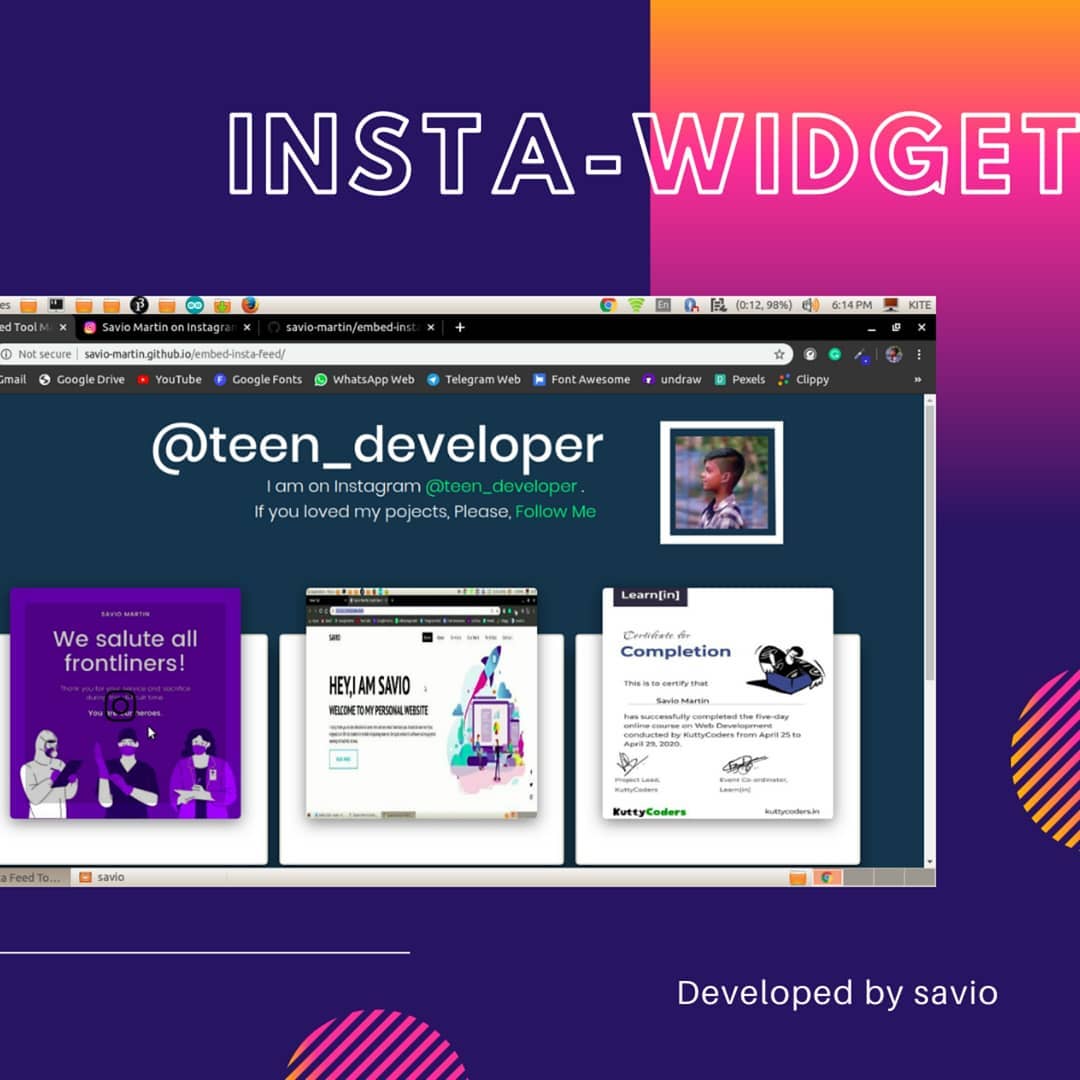 INSTA-WIDGET
es En (0:12, 98%) 6:14 PM KITE
ed Tool M Savio Martin on Instagra savio-martin/embed-inst
Not secure savio-martin.github.io/embed-insta-feed/
Gmail Google Drive YouTube Google Fonts WhatsApp Web Telegram Web Font Awesome undraw Pexels Clippy »
@teen_developer
I am on Instagram @teen_developer .
If you loved my pojects, Please, Follow Me
SAVIO MARTIN
We salute all
frontliners!
Thank you for your service and sacrifice
You are our heroes.
SAVIO
HEY,I AM SAVIO
WELCOME TO MY PERSONAL WEBSITE
Learn[in]
Certificate for
Completion
This is to certify that
Savio Martin
has successfully completed the five-day
online course on Web Development
conducted by KuttyCoders from April 25 to
April 29, 2020.
Project Lead,
KuttyCoders
Event Co-ordinator,
Learn[in]
KuttyCoders
kuttycoders.in
a Feed To... savio
Developed by savio